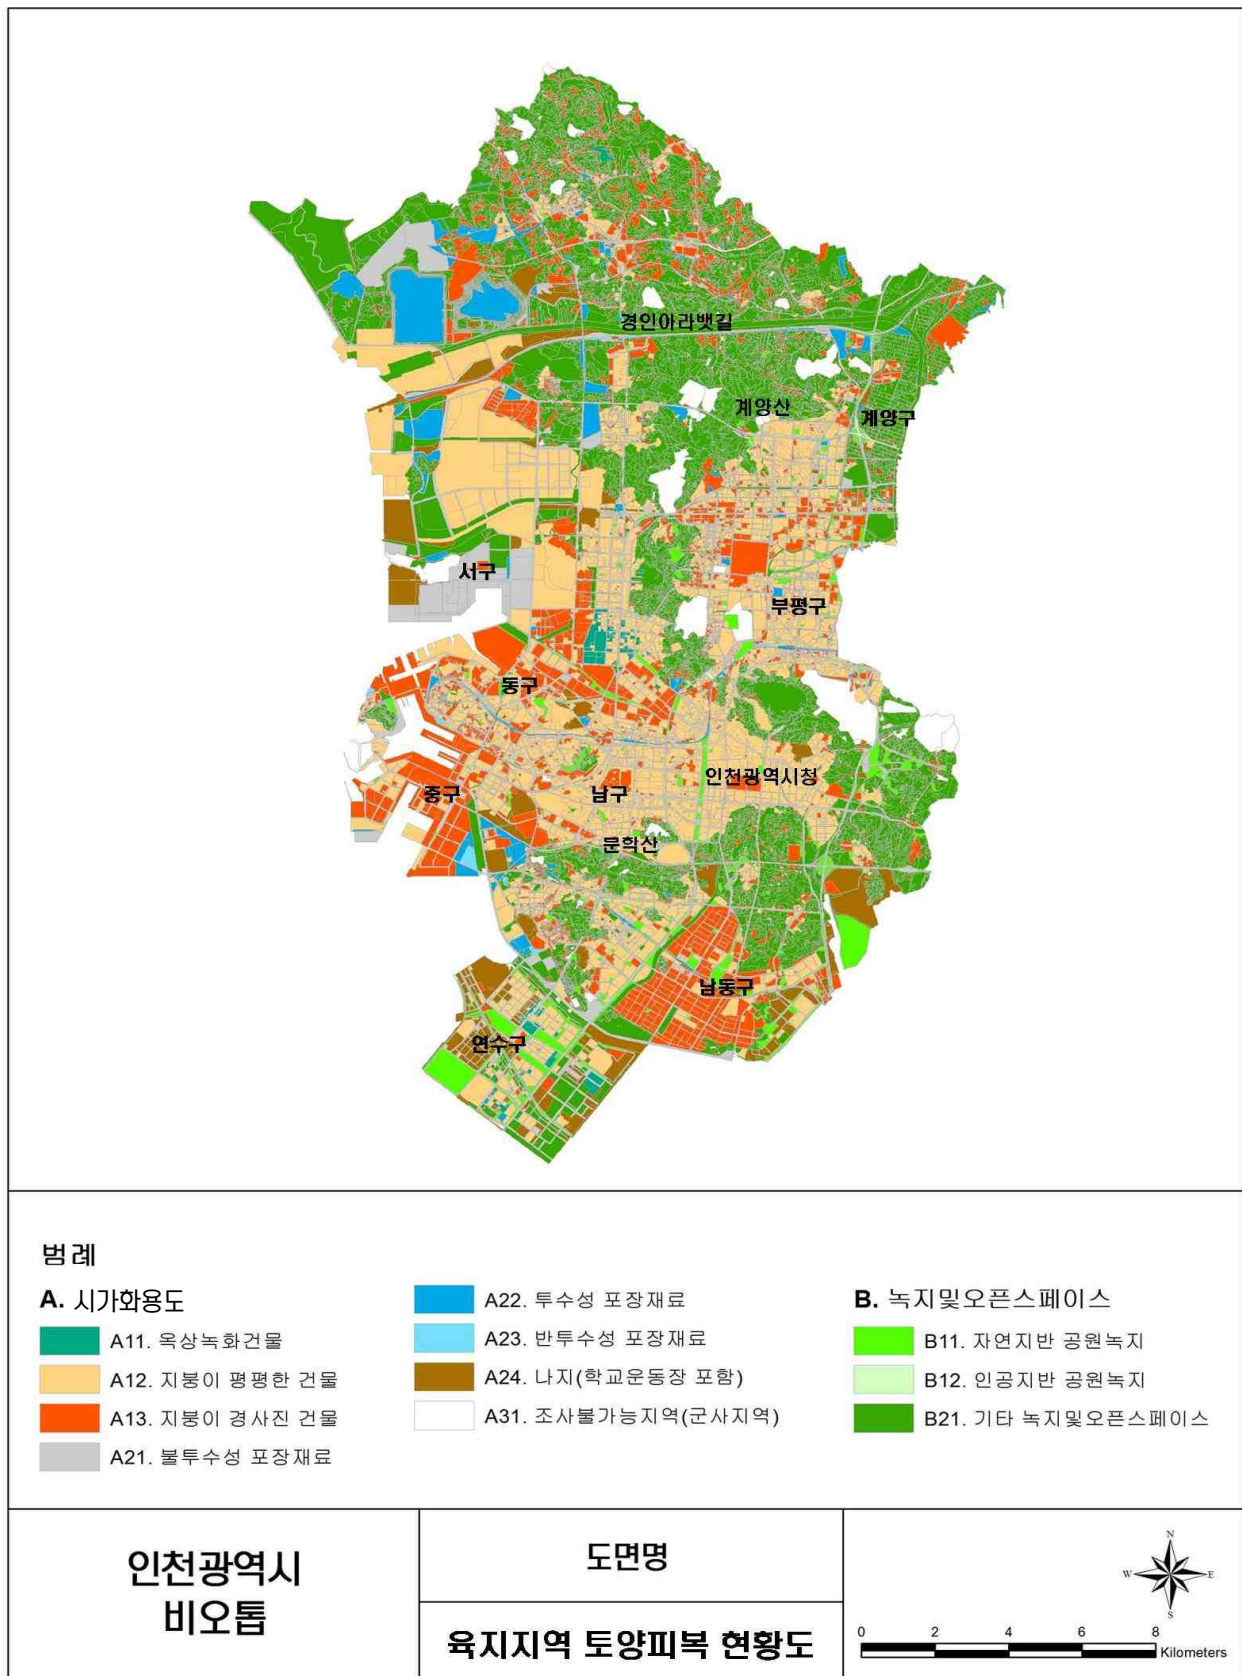 경인아라뱃길
계양산
계양구
서구
부평구
동구
인천광역시청
중구
남구
문학산
남동구
연수구
범례
A. 시가화용도
A11. 옥상녹화건물
A12. 지붕이 평평한 건물
A13. 지붕이 경사진 건물
A21. 불투수성 포장재료
A22. 투수성 포장재료
A23. 반투수성 포장재료
A24. 나지(학교운동장 포함)
A31. 조사불가능지역(군사지역)
B. 녹지및오픈스페이스
B11. 자연지반 공원녹지
B12. 인공지반 공원녹지
B21. 기타 녹지및오픈스페이스
인천광역시
비오톱
도면명
육지지역 토양피복 현황도
N
W E
S
0 2 4 6 8
Kilometers